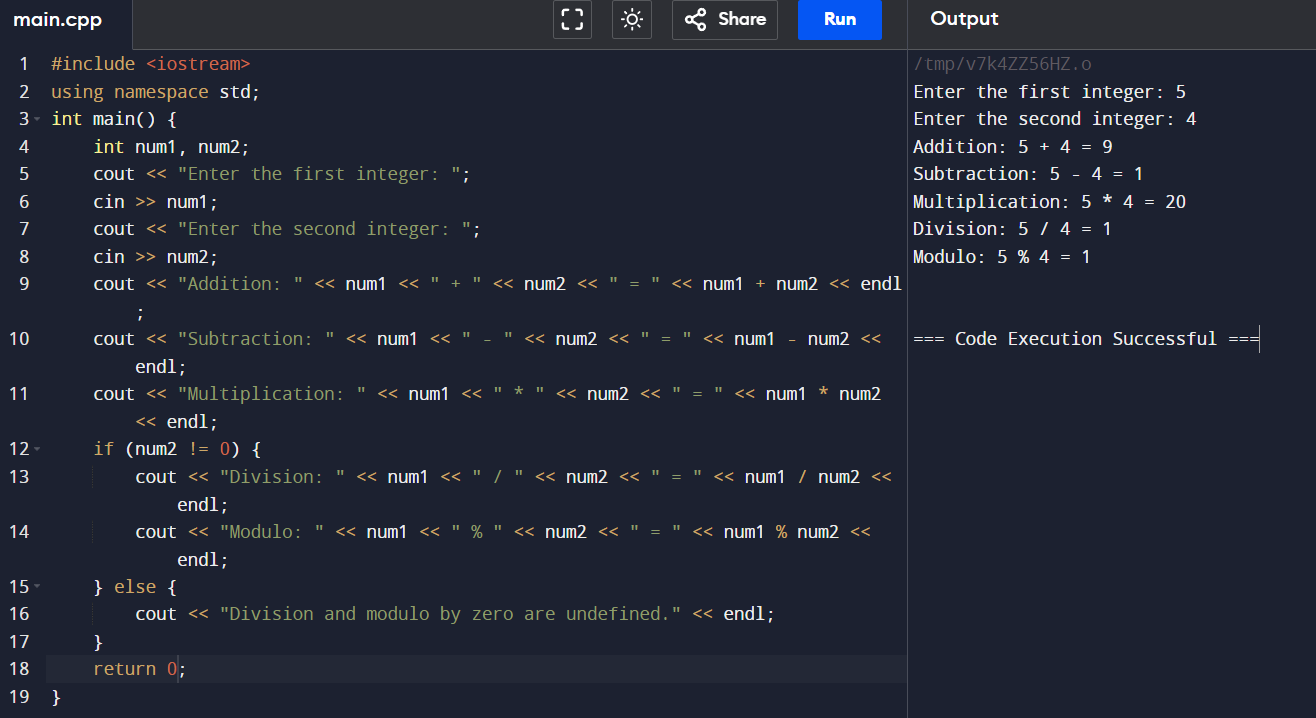 main.cpp
Share
Run
Output
1 #include <iostream>
2 using namespace std;
3 int main() {
4     int num1, num2;
5     cout << "Enter the first integer: ";
6     cin >> num1;
7     cout << "Enter the second integer: ";
8     cin >> num2;
9     cout << "Addition: " << num1 << " + " << num2 << " = " << num1 + num2 << endl
        ;
10     cout << "Subtraction: " << num1 << " - " << num2 << " = " << num1 - num2 <<
        endl;
11     cout << "Multiplication: " << num1 << " * " << num2 << " = " << num1 * num2
        << endl;
12     if (num2 != 0) {
13         cout << "Division: " << num1 << " / " << num2 << " = " << num1 / num2 <<
            endl;
14         cout << "Modulo: " << num1 << " % " << num2 << " = " << num1 % num2 <<
            endl;
15     } else {
16         cout << "Division and modulo by zero are undefined." << endl;
17     }
18     return 0;
19 }
/tmp/v7k4ZZ56HZ.o
Enter the first integer: 5
Enter the second integer: 4
Addition: 5 + 4 = 9
Subtraction: 5 - 4 = 1
Multiplication: 5 * 4 = 20
Division: 5 / 4 = 1
Modulo: 5 % 4 = 1
=== Code Execution Successful ===